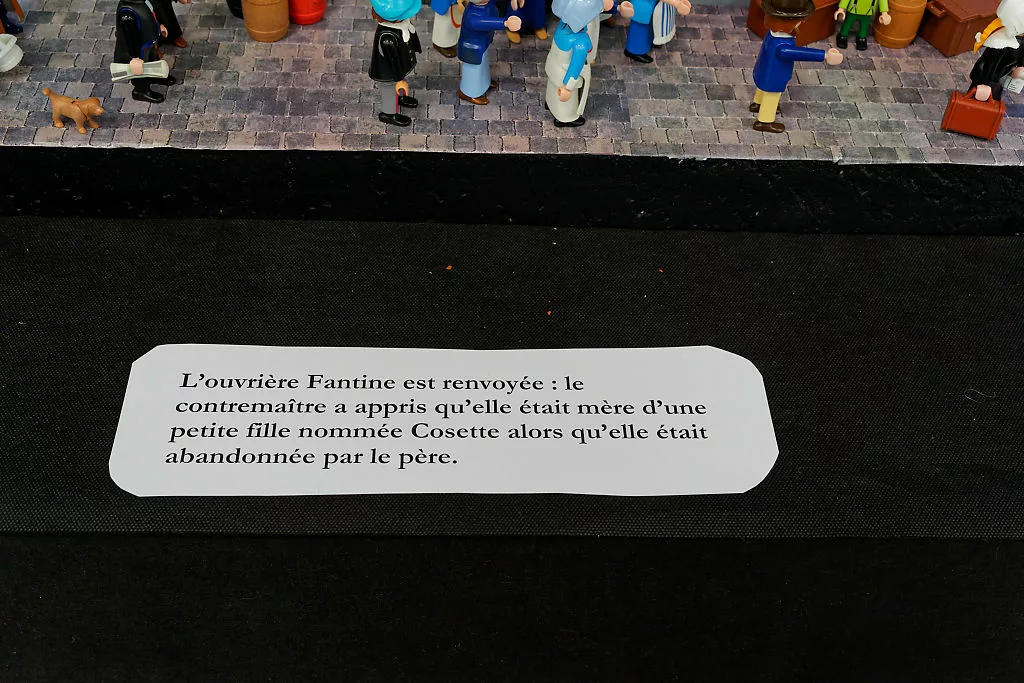 L'ouvrière Fantine est renvoyée : le
contremaître a appris qu'elle était mère d'une
petite fille nommée Cosette alors qu'elle était
abandonnée par le père.